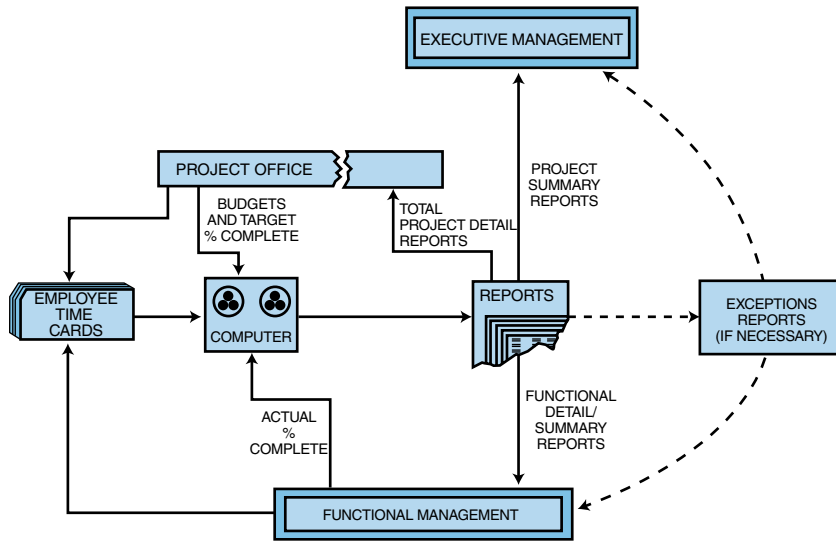 EXECUTIVE MANAGEMENT
PROJECT OFFICE
BUDGETS
AND TARGET
% COMPLETE
TOTAL
PROJECT DETAIL
REPORTS
PROJECT
SUMMARY
REPORTS
EMPLOYEE
TIME
CARDS
COMPUTER
REPORTS
EXCEPTIONS
REPORTS
(IF NECESSARY)
ACTUAL
%
COMPLETE
FUNCTIONAL
DETAIL/
SUMMARY
REPORTS
FUNCTIONAL MANAGEMENT